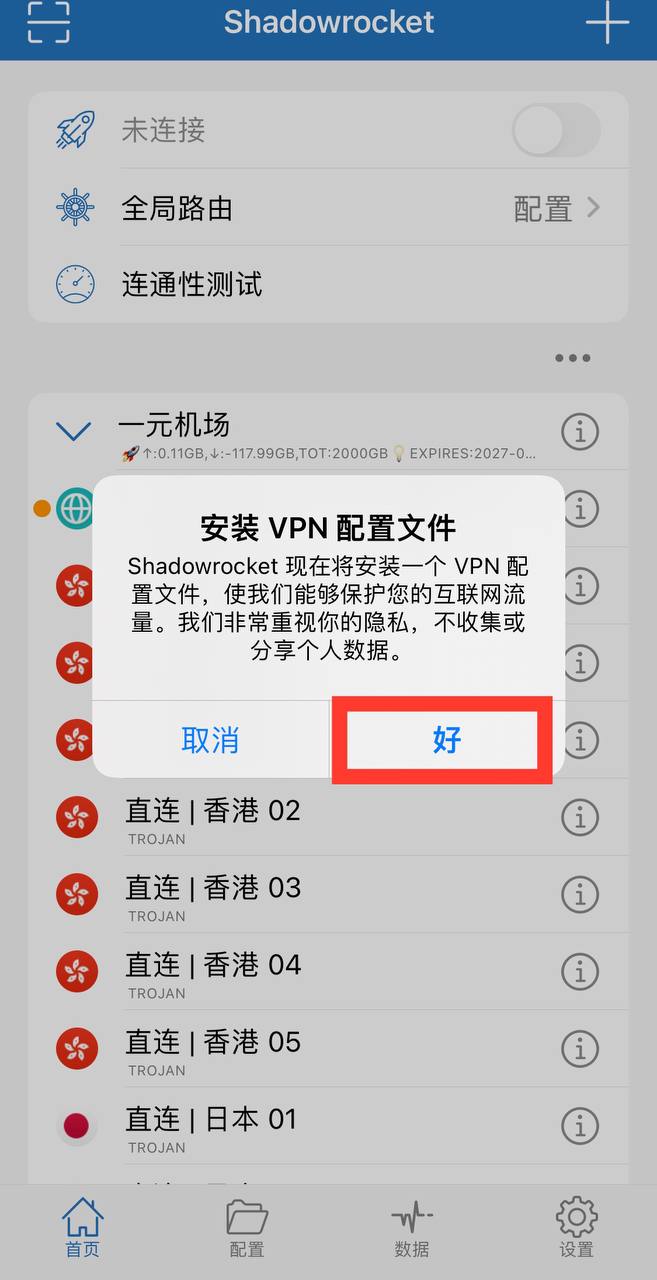 Shadowrocket
未连接
全局路由
配置
连通性测试
一元机场
🚀↑:0.11GB,↓:-117.99GB,TOT:2000GB💡EXPIRES:2027-0...
安装 VPN 配置文件
Shadowrocket 现在将安装一个 VPN 配
置文件，使我们能够保护您的互联网流
量。我们非常重视你的隐私，不收集或
分享个人数据。
取消
好
直连 | 香港 02
TROJAN
直连 | 香港 03
TROJAN
直连 | 香港 04
TROJAN
直连 | 香港 05
TROJAN
直连 | 日本 01
TROJAN
首页
配置
数据
设置